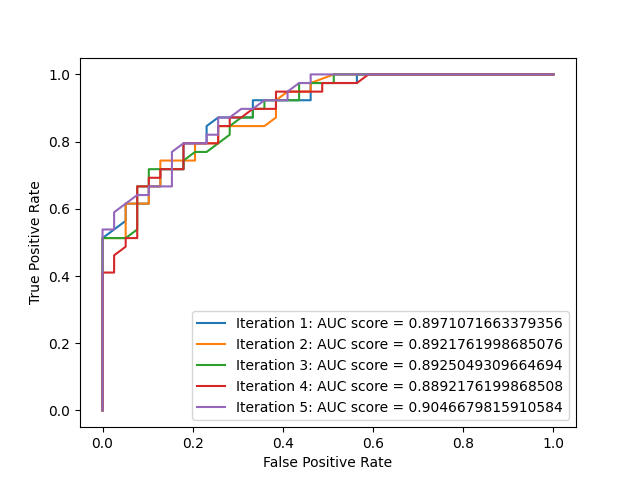 1.0
0.8
0.6
0.4
0.2
0.0
True Positive Rate
Iteration 1: AUC score = 0.8971071663379356
Iteration 2: AUC score = 0.8921761998685076
Iteration 3: AUC score = 0.8925049309664694
Iteration 4: AUC score = 0.8892176199868508
Iteration 5: AUC score = 0.9046679815910584
0.0 0.2 0.4 0.6 0.8 1.0
False Positive Rate